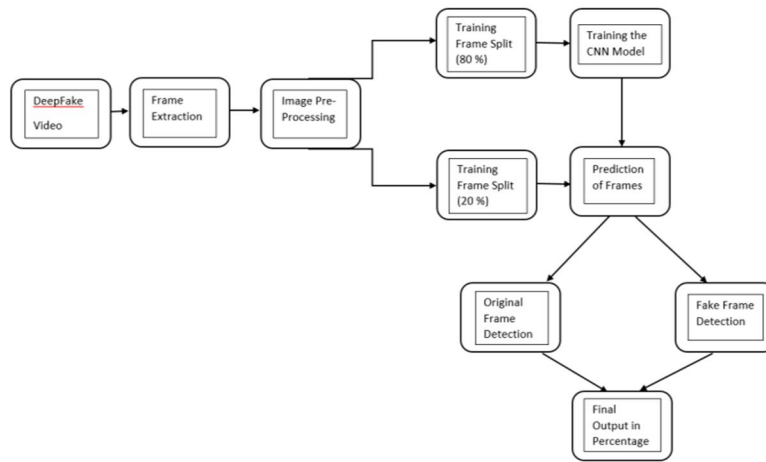 DeepFake
Video
Frame
Extraction
Image Pre-
Processing
Training
Frame Split
(80 %)
Training the
CNN Model
Training
Frame Split
(20 %)
Prediction
of Frames
Original
Frame
Detection
Fake Frame
Detection
Final
Output in
Percentage